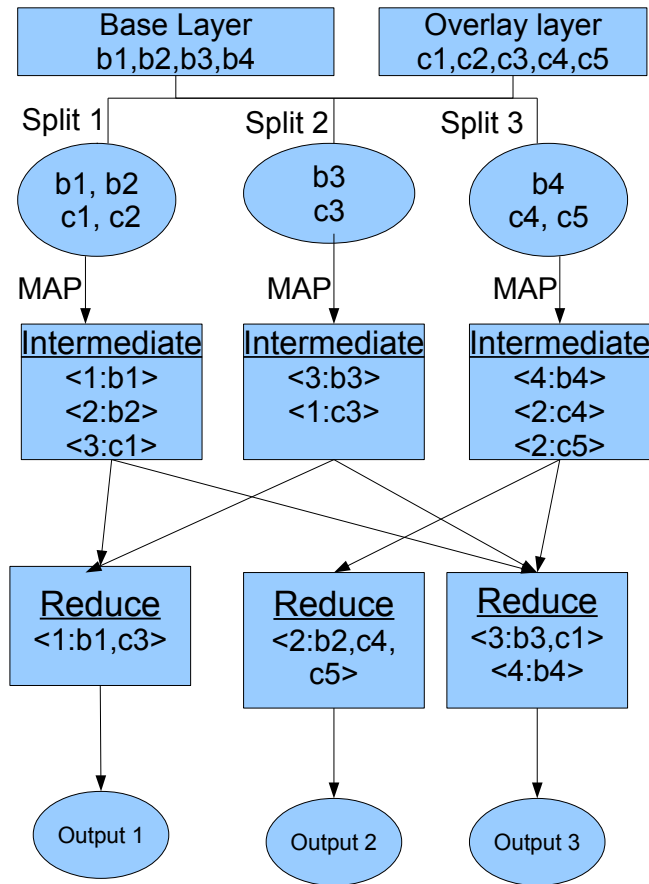 Base Layer
b1,b2,b3,b4
Overlay layer
c1,c2,c3,c4,c5
Split 1
Split 2
Split 3
b1, b2
c1, c2
b3
c3
b4
c4, c5
MAP
MAP
MAP
Intermediate
<1:b1>
<2:b2>
<3:c1>
Intermediate
<3:b3>
<1:c3>
Intermediate
<4:b4>
<2:c4>
<2:c5>
Reduce
<1:b1,c3>
Reduce
<2:b2,c4,
c5>
Reduce
<3:b3,c1>
<4:b4>
Output 1
Output 2
Output 3